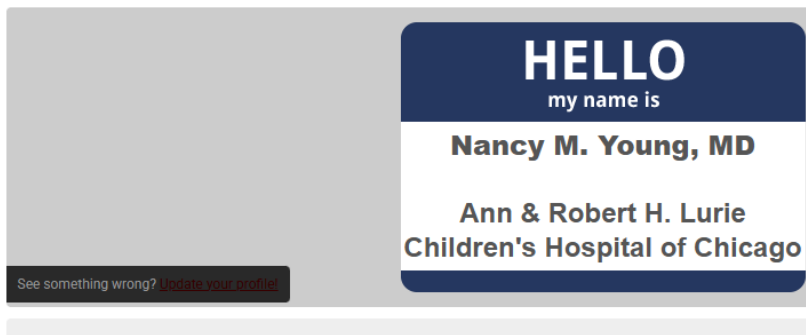 HELLO
my name is
Nancy M. Young, MD
Ann & Robert H. Lurie
Children's Hospital of Chicago
See something wrong? Update your profile!